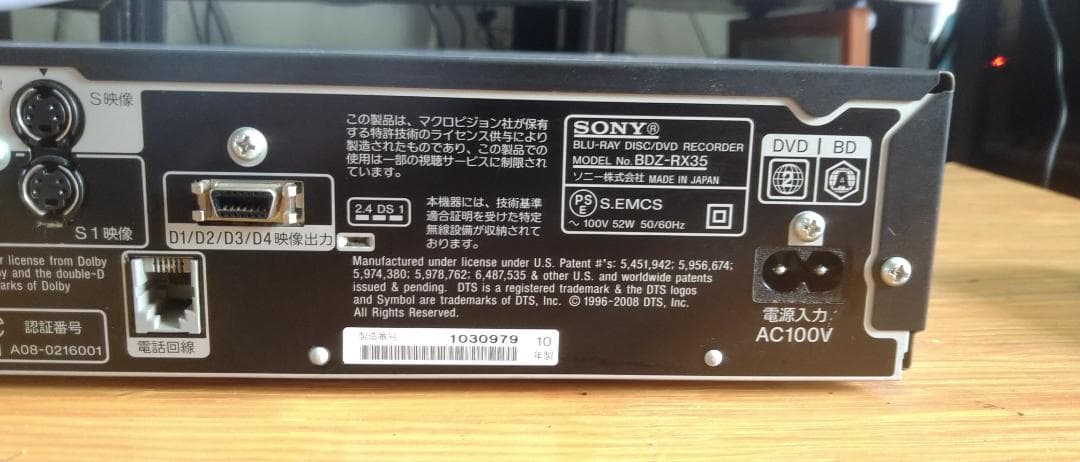 S映像
S1映像
D1/D2/D3/D4映像出力
この製品は、マクロビジョン社が保有
する特許技術のライセンス供与により
製造されたものであり、この製品での
使用は一部の視聴サービスに制限され
ています。
2.4 DS 1
本機器には、技術基準
適合証明を受けた特定
無線設備が収納されて
おります。
SONY®
BLU-RAY DISC/DVD RECORDER
MODEL No. BDZ-RX35
ソニー株式会社 MADE IN JAPAN
PSE S.EMCS
～ 100V 52W 50/60Hz
DVD | BD
2 A
電源入力
AC100V
r license from Dolby
by and the double-D
arks of Dolby
Manufactured under license under U.S. Patent #'s: 5,451,942; 5,956,674;
5,974,380; 5,978,762; 6,487,535 & other U.S. and worldwide patents
issued & pending. DTS is a registered trademark & the DTS logos
and Symbol are trademarks of DTS, Inc. © 1996-2008 DTS, Inc.
All Rights Reserved.
認証番号
A08-0216001
電話回線
製造番号 1030979 10
年製